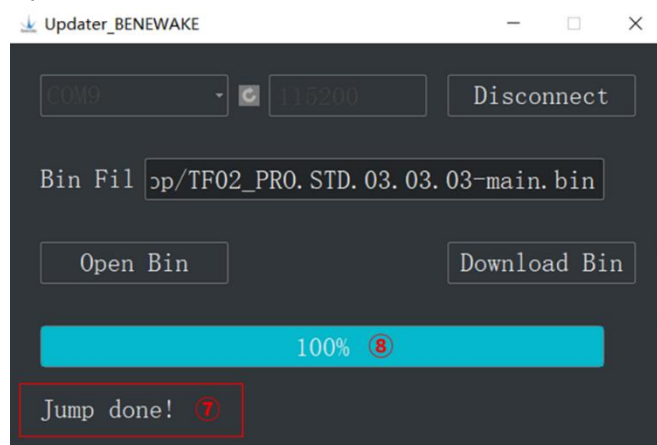 Updater_BENEWAKE
COM9 115200 Disconnect
Bin Fil op/TF02_PRO.STD.03.03.03-main.bin
Open Bin Download Bin
100% ⑧
Jump done! ⑦